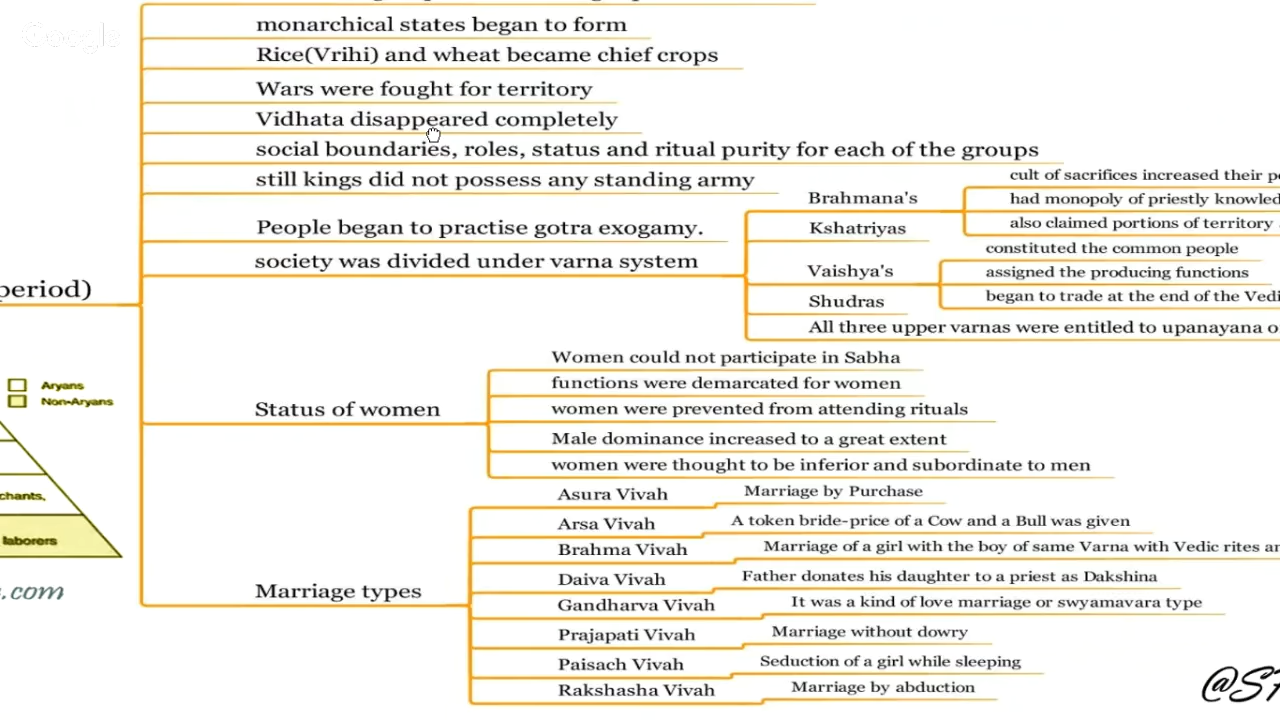 Google
monarchical states began to form
Rice(Vrihi) and wheat became chief crops
Wars were fought for territory
Vidhata disappeared completely
social boundaries, roles, status and ritual purity for each of the groups
still kings did not possess any standing army
People began to practise gotra exogamy.
society was divided under varna system
Brahmana's
cult of sacrifices increased their
had monopoly of priestly
also claimed portions of territory
Kshatriyas
Vaishya's
constituted the common people
assigned the producing functions
began to trade at the end of the
Shudras
All three upper varnas were entitled to upanayana
period)
Aryans
Non-Aryans
laborers
.com
Status of women
Women could not participate in Sabha
functions were demarcated for women
women were prevented from attending rituals
Male dominance increased to a great extent
women were thought to be inferior and subordinate to men
Marriage types
Asura Vivah Marriage by Purchase
Arsa Vivah A token bride-price of a Cow and a Bull was given
Brahma Vivah Marriage of a girl with the boy of same Varna with Vedic rites
Daiva Vivah Father donates his daughter to a priest as Dakshina
Gandharva Vivah It was a kind of love marriage or swyamavara type
Prajapati Vivah Marriage without dowry
Paisach Vivah Seduction of a girl while sleeping
Rakshasha Vivah Marriage by abduction